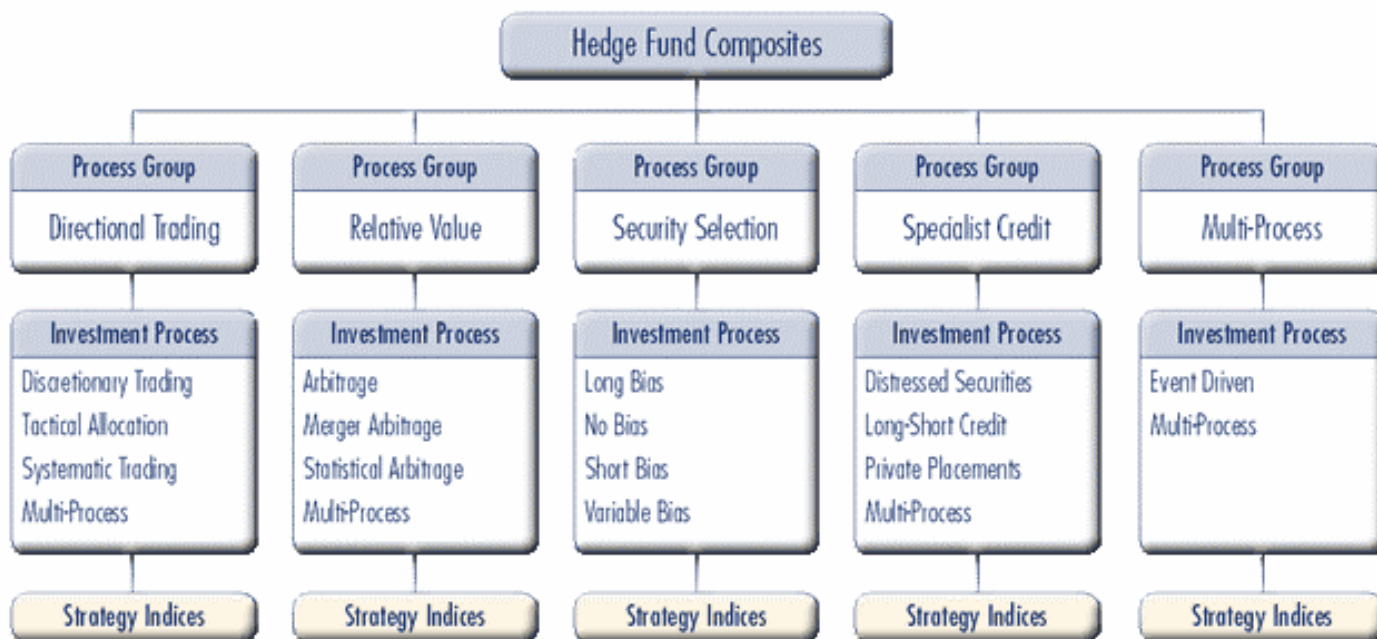 Hedge Fund Composites
Process Group
Directional Trading
Process Group
Relative Value
Process Group
Security Selection
Process Group
Specialist Credit
Process Group
Multi-Process
Investment Process
Discretionary Trading
Tactical Allocation
Systematic Trading
Multi-Process
Investment Process
Arbitrage
Merger Arbitrage
Statistical Arbitrage
Multi-Process
Investment Process
Long Bias
No Bias
Short Bias
Variable Bias
Investment Process
Distressed Securities
Long-Short Credit
Private Placements
Multi-Process
Investment Process
Event Driven
Multi-Process
Strategy Indices
Strategy Indices
Strategy Indices
Strategy Indices
Strategy Indices